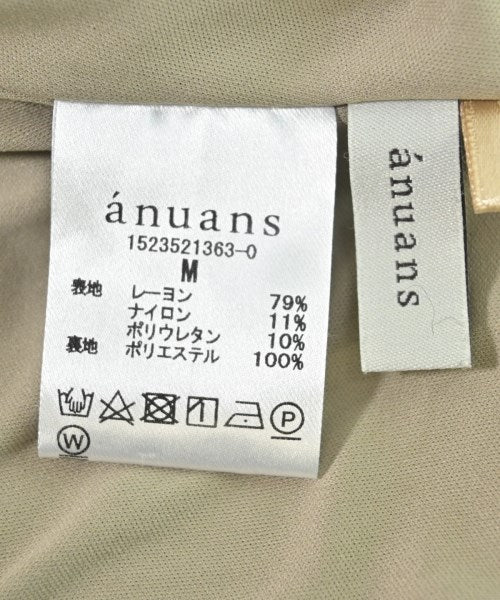 ánuans
1523521363-0
M
表地 レーヨン 79%
ナイロン 11%
ポリウレタン 10%
裏地 ポリエステル 100%
P
W
ánuans